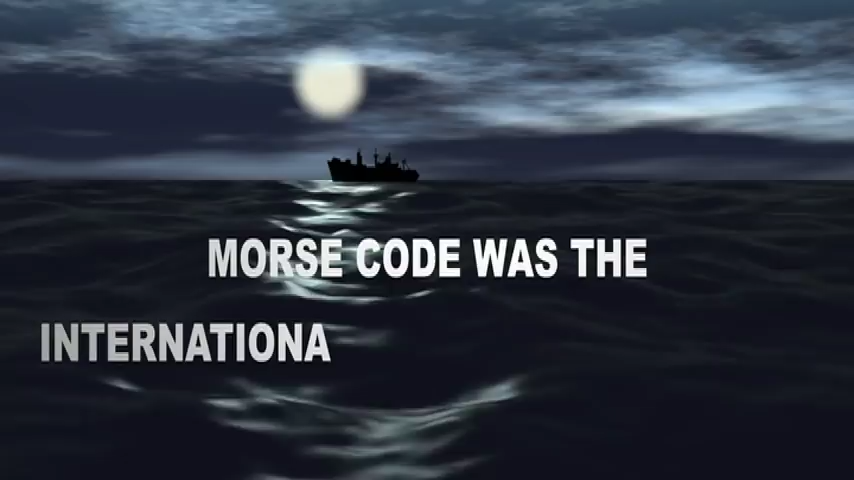 MORSE CODE WAS THE
INTERNATIONA